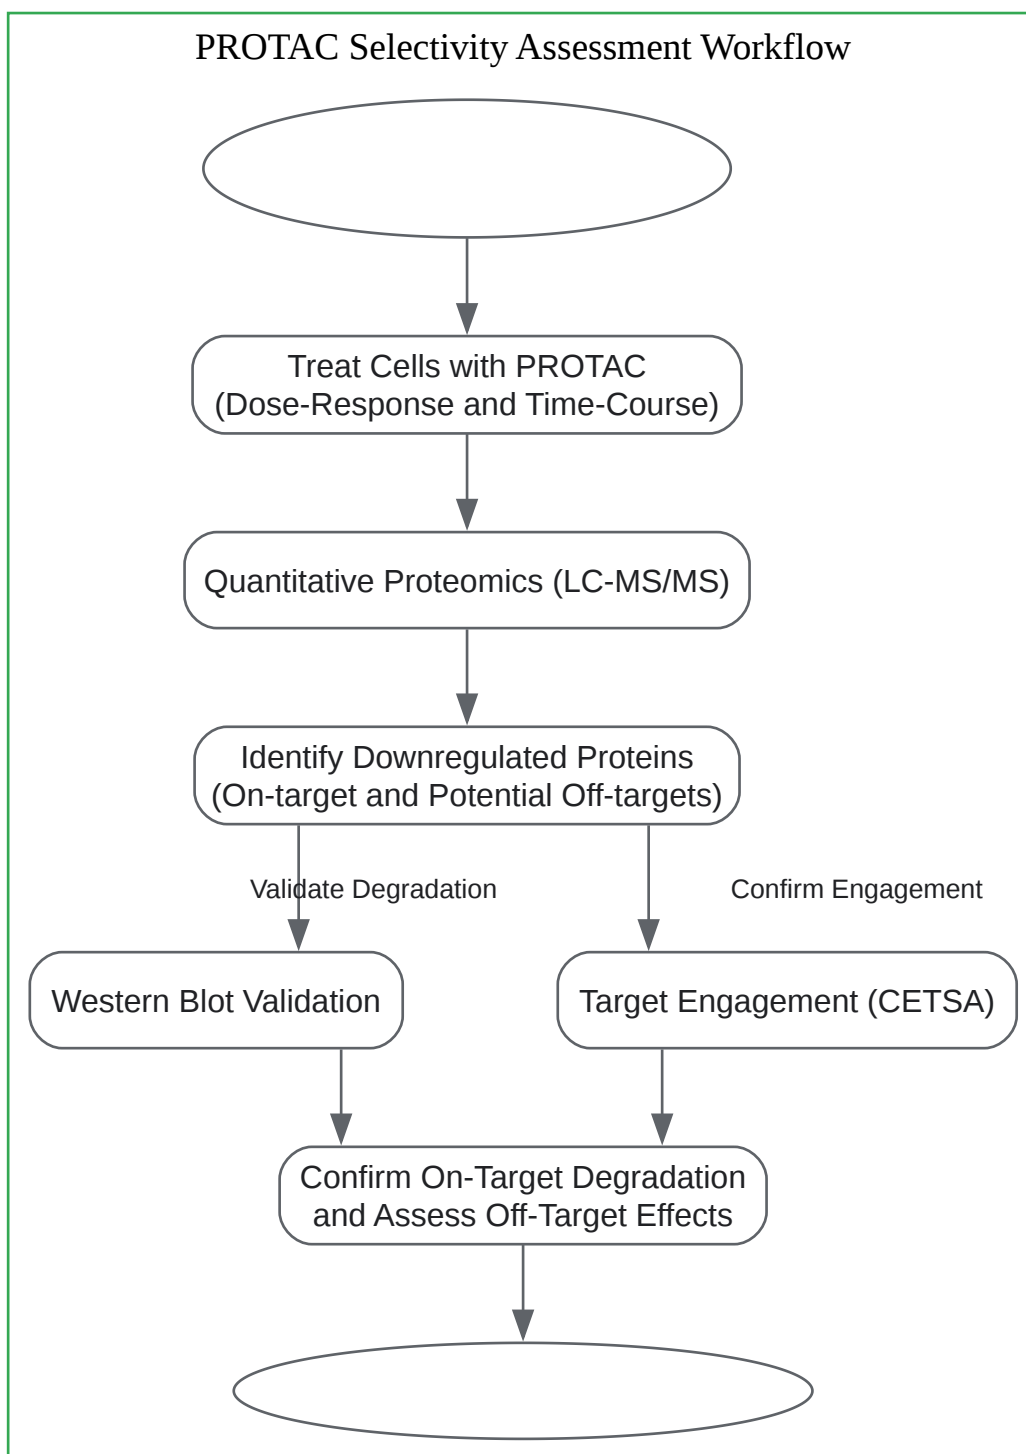 PROTAC Selectivity Assessment Workflow
Treat Cells with PROTAC
(Dose-Response and Time-Course)
Quantitative Proteomics (LC-MS/MS)
Identify Downregulated Proteins
(On-target and Potential Off-targets)
Validate Degradation
Confirm Engagement
Western Blot Validation
Target Engagement (CETSA)
Confirm On-Target Degradation
and Assess Off-Target Effects